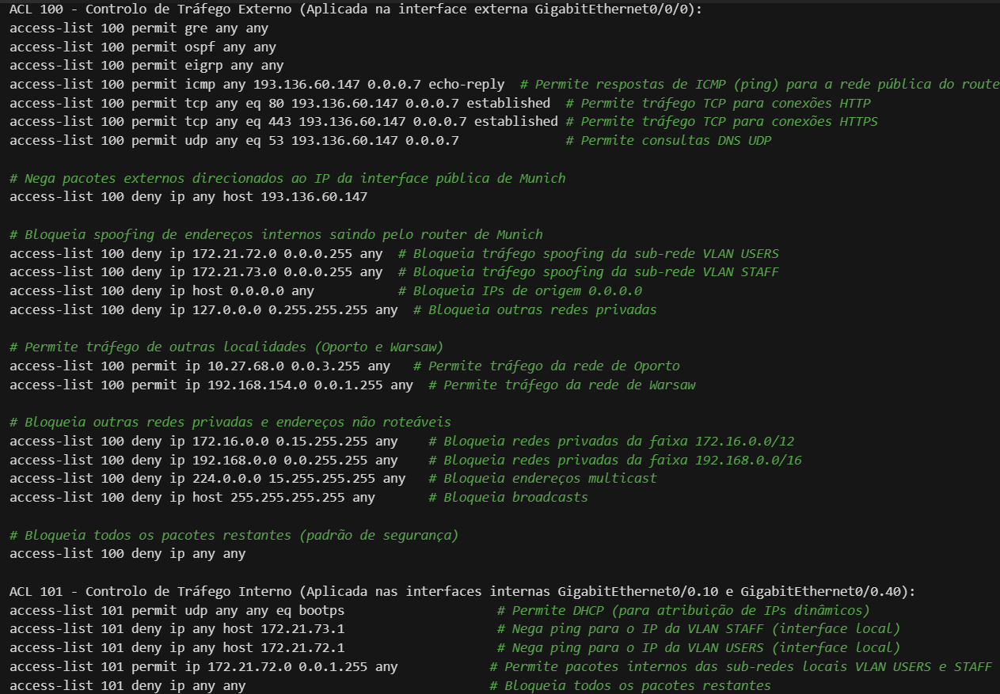 ACL 100 - Controlo de Tráfego Externo (Aplicada na interface externa GigabitEthernet0/0/0):
access-list 100 permit gre any any
access-list 100 permit ospf any any
access-list 100 permit eigrp any any
access-list 100 permit icmp any 193.136.60.147 0.0.0.7 echo-reply  # Permite respostas de ICMP (ping) para a rede pública do route
access-list 100 permit tcp any eq 80 193.136.60.147 0.0.0.7 established  # Permite tráfego TCP para conexões HTTP
access-list 100 permit tcp any eq 443 193.136.60.147 0.0.0.7 established # Permite tráfego TCP para conexões HTTPS
access-list 100 permit udp any eq 53 193.136.60.147 0.0.0.7              # Permite consultas DNS UDP
# Nega pacotes externos direcionados ao IP da interface pública de Munich
access-list 100 deny ip any host 193.136.60.147
# Bloqueia spoofing de endereços internos saindo pelo router de Munich
access-list 100 deny ip 172.21.72.0 0.0.0.255 any  # Bloqueia tráfego spoofing da sub-rede VLAN USERS
access-list 100 deny ip 172.21.73.0 0.0.0.255 any  # Bloqueia tráfego spoofing da sub-rede VLAN STAFF
access-list 100 deny ip host 0.0.0.0 any           # Bloqueia IPs de origem 0.0.0.0
access-list 100 deny ip 127.0.0.0 0.255.255.255 any  # Bloqueia outras redes privadas
# Permite tráfego de outras localidades (Oporto e Warsaw)
access-list 100 permit ip 10.27.68.0 0.0.3.255 any   # Permite tráfego da rede de Oporto
access-list 100 permit ip 192.168.154.0 0.0.1.255 any  # Permite tráfego da rede de Warsaw
# Bloqueia outras redes privadas e endereços não roteáveis
access-list 100 deny ip 172.16.0.0 0.15.255.255 any    # Bloqueia redes privadas da faixa 172.16.0.0/12
access-list 100 deny ip 192.168.0.0 0.0.255.255 any    # Bloqueia redes privadas da faixa 192.168.0.0/16
access-list 100 deny ip 224.0.0.0 15.255.255.255 any   # Bloqueia endereços multicast
access-list 100 deny ip host 255.255.255.255 any       # Bloqueia broadcasts
# Bloqueia todos os pacotes restantes (padrão de segurança)
access-list 100 deny ip any any
ACL 101 - Controlo de Tráfego Interno (Aplicada nas interfaces internas GigabitEthernet0/0.10 e GigabitEthernet0/0.40):
access-list 101 permit udp any any eq bootps                    # Permite DHCP (para atribuição de IPs dinâmicos)
access-list 101 deny ip any host 172.21.73.1                    # Nega ping para o IP da VLAN STAFF (interface local)
access-list 101 deny ip any host 172.21.72.1                    # Nega ping para o IP da VLAN USERS (interface local)
access-list 101 permit ip 172.21.72.0 0.0.1.255 any            # Permite pacotes internos das sub-redes locais VLAN USERS e STAFF
access-list 101 deny ip any any                                # Bloqueia todos os pacotes restantes